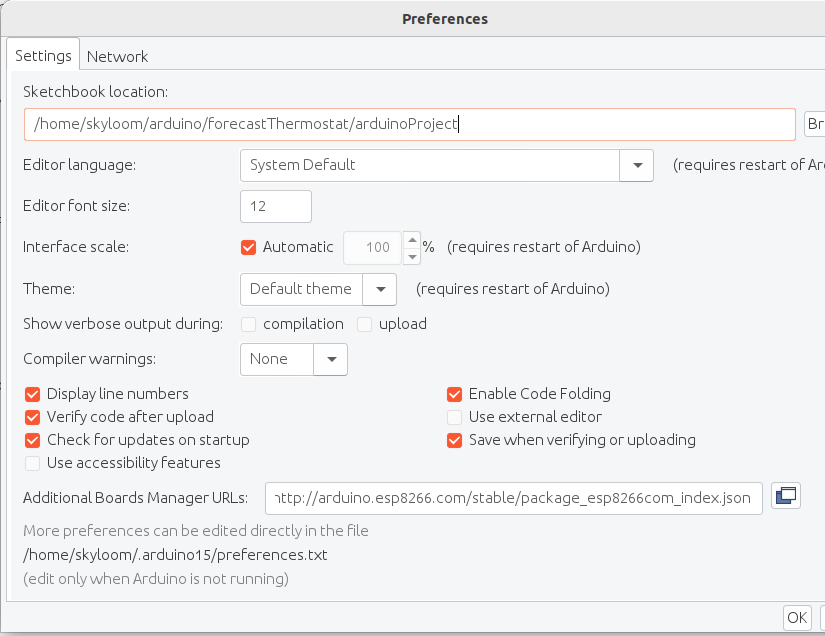 Preferences
Settings Network
Sketchbook location:
/home/skyloom/arduino/forecastThermostat/arduinoProject Br
Editor language: System Default (requires restart of Ar
Editor font size: 12
Interface scale: Automatic 100 % (requires restart of Arduino)
Theme: Default theme (requires restart of Arduino)
Show verbose output during: compilation upload
Compiler warnings: None
Display line numbers Enable Code Folding
Verify code after upload Use external editor
Check for updates on startup Save when verifying or uploading
Use accessibility features
Additional Boards Manager URLs: http://arduino.esp8266.com/stable/package_esp8266com_index.json
More preferences can be edited directly in the file
/home/skyloom/.arduino15/preferences.txt
(edit only when Arduino is not running)
OK